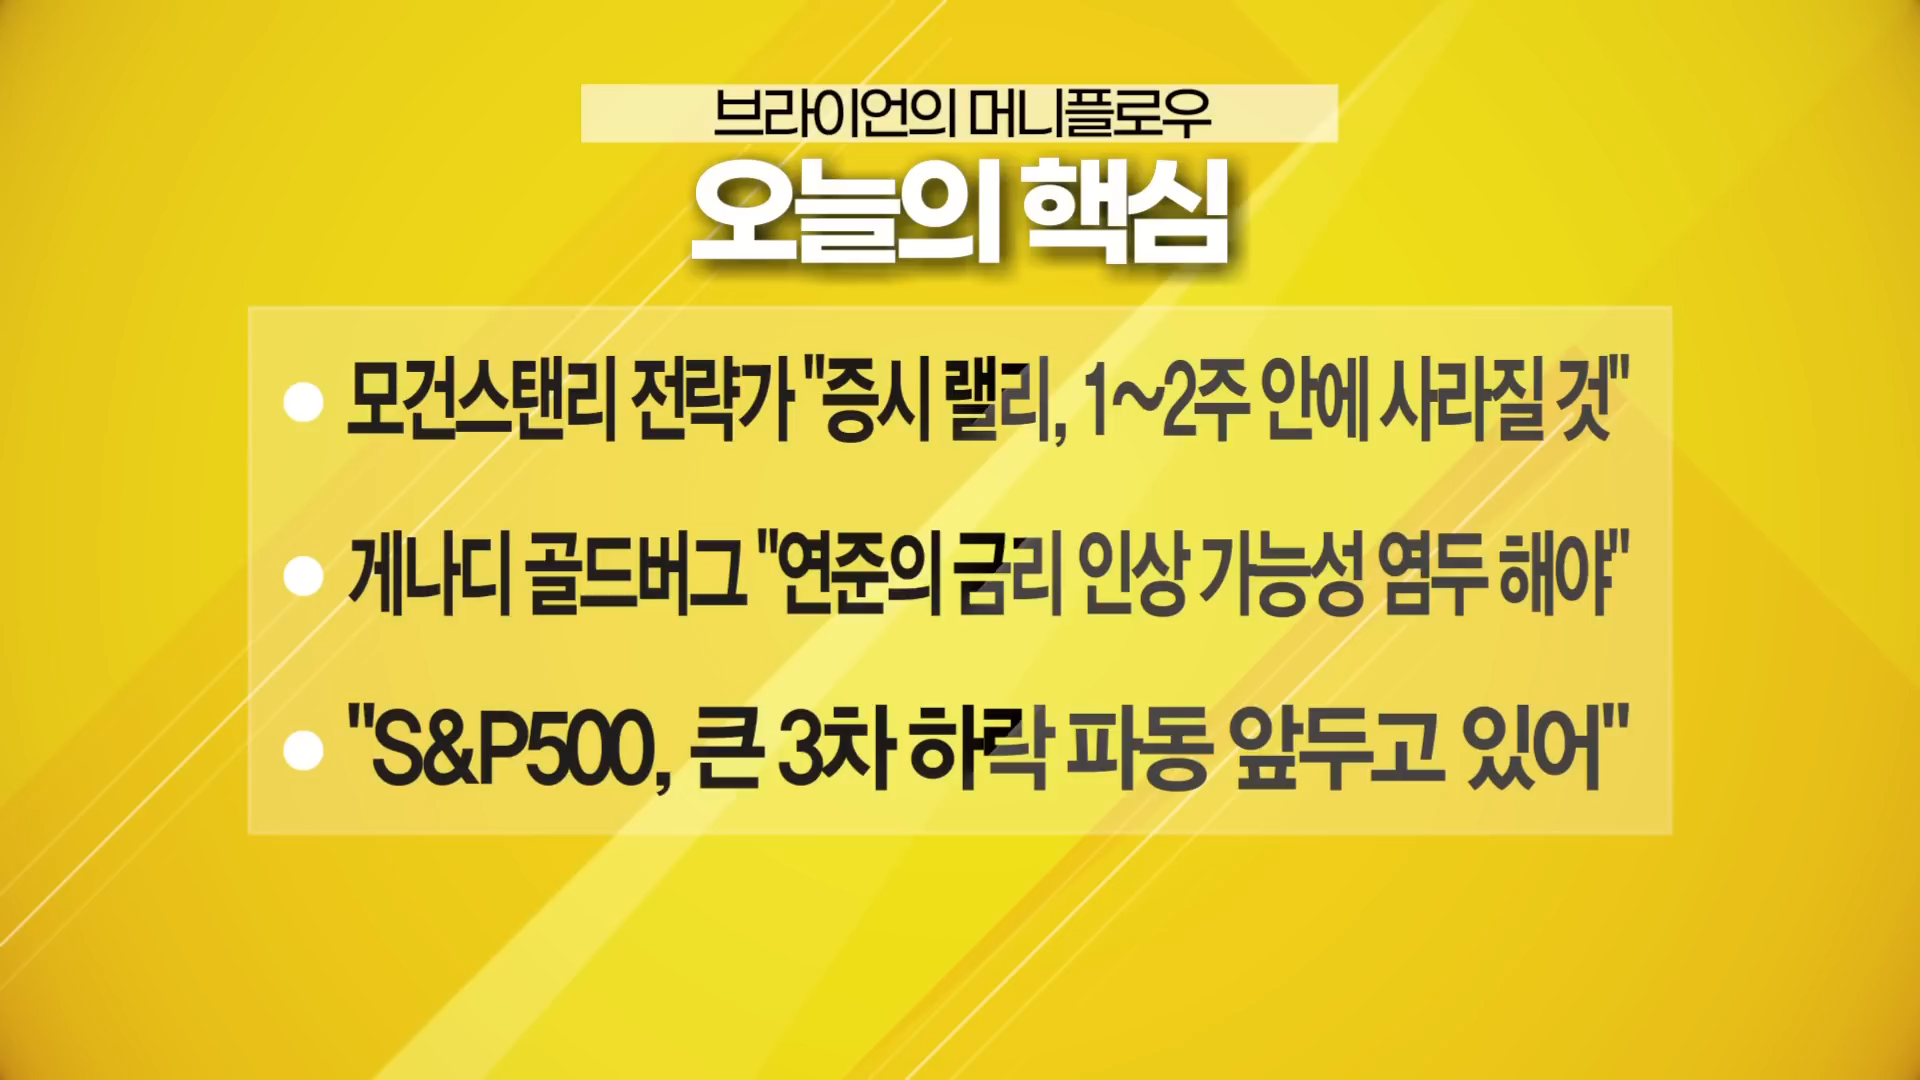 브라이언의 머니플로우
오늘의 핵심
모건스탠리 전략가 "증시 랠리, 1~2주 안에 사라질 것"
게나디 골드버그 "연준의 금리 인상 가능성 염두 해야"
"S&P500, 큰 3차 하락 파동 앞두고 있어"